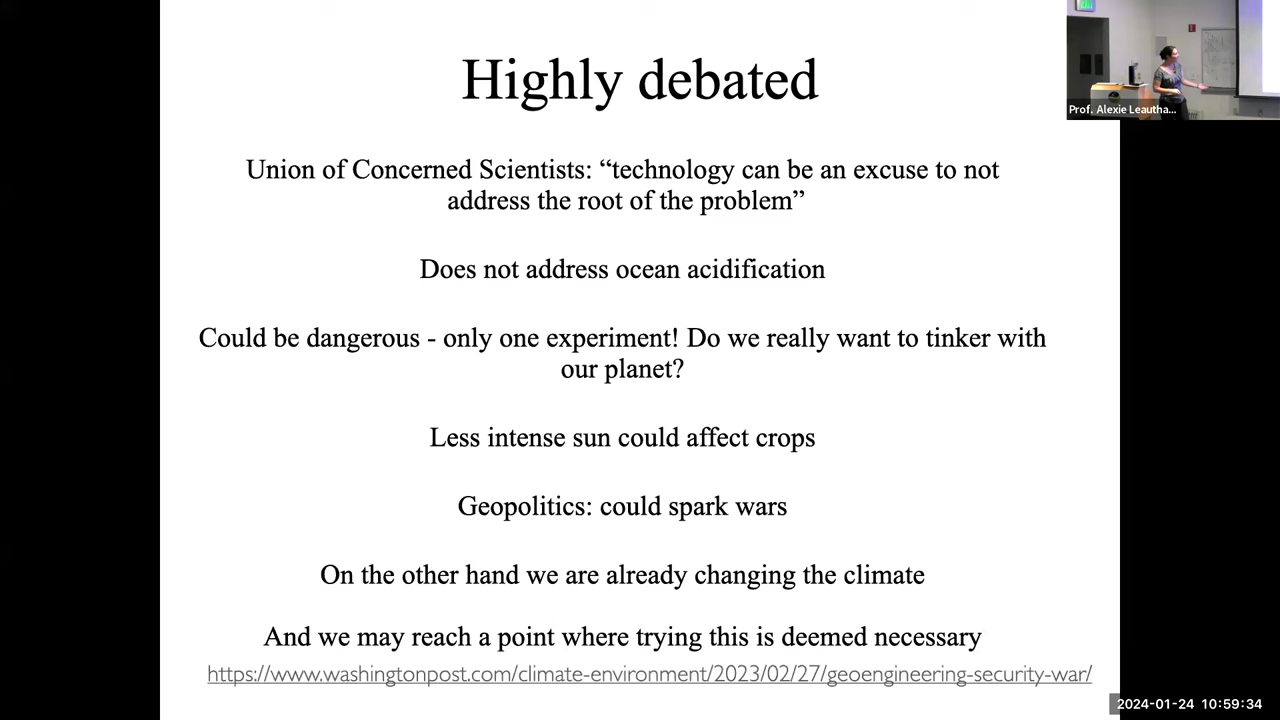 Highly debated
Prof. Alexie Leautha...
Union of Concerned Scientists: “technology can be an excuse to not
address the root of the problem”
Does not address ocean acidification
Could be dangerous - only one experiment! Do we really want to tinker with
our planet?
Less intense sun could affect crops
Geopolitics: could spark wars
On the other hand we are already changing the climate
And we may reach a point where trying this is deemed necessary
https://www.washingtonpost.com/climate-environment/2023/02/27/geoengineering-security-war/
2024-01-24 10:59:34